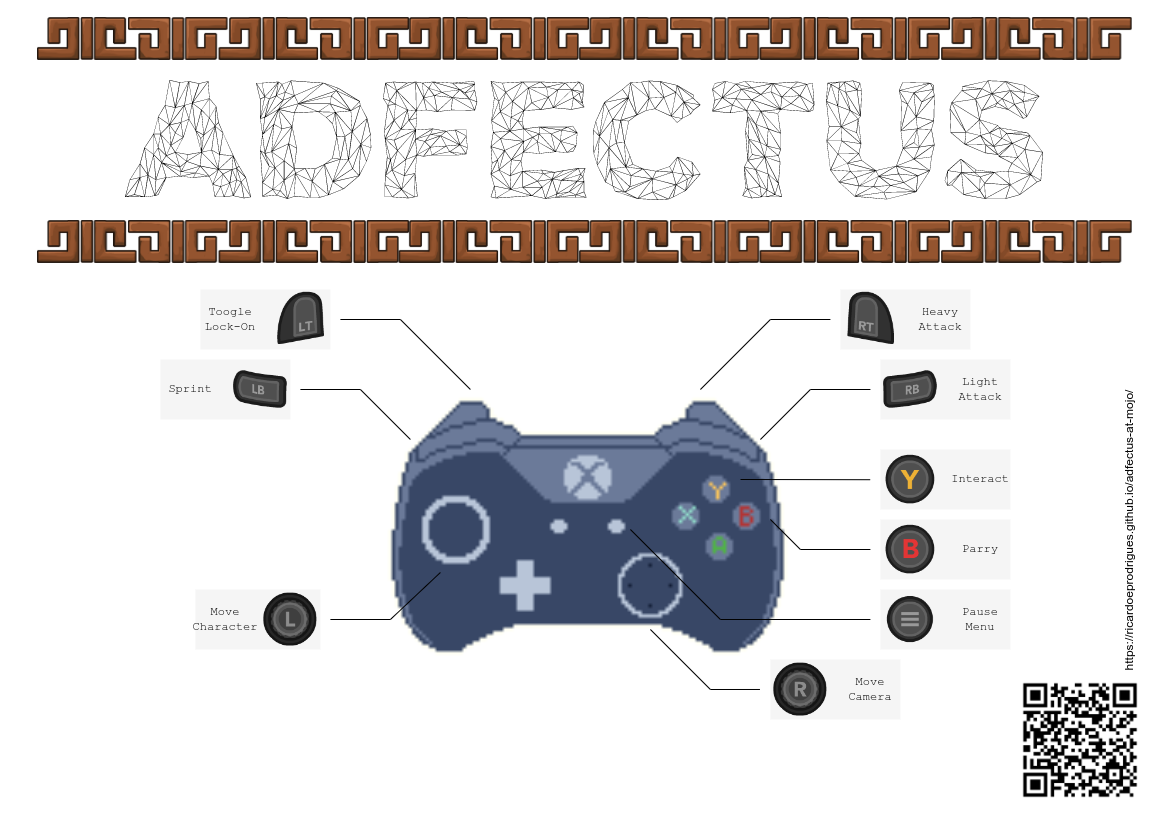 ADFECTUS
Toogle
Lock-On
LT
RT
Heavy
Attack
Sprint
LB
RB
Light
Attack
Y
Interact
Y
X
B
A
B
Parry
Move
Character
L
Pause
Menu
R
Move
Camera
https://ricardoeprodrigues.github.io/adfectus-at-mojo/